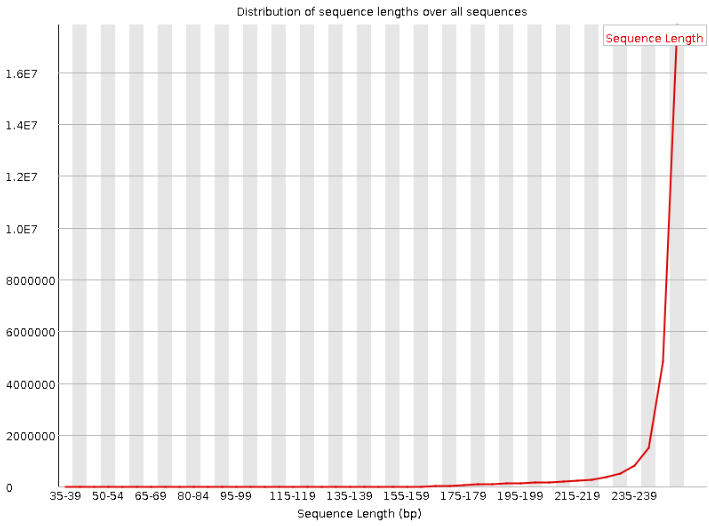 Distribution of sequence lengths over all sequences
Sequence Length
1.6E7
1.4E7
1.2E7
1.0E7
8000000
6000000
4000000
2000000
0
35-39 50-54 65-69 80-84 95-99 115-119 135-139 155-159 175-179 195-199 215-219 235-239
Sequence Length (bp)